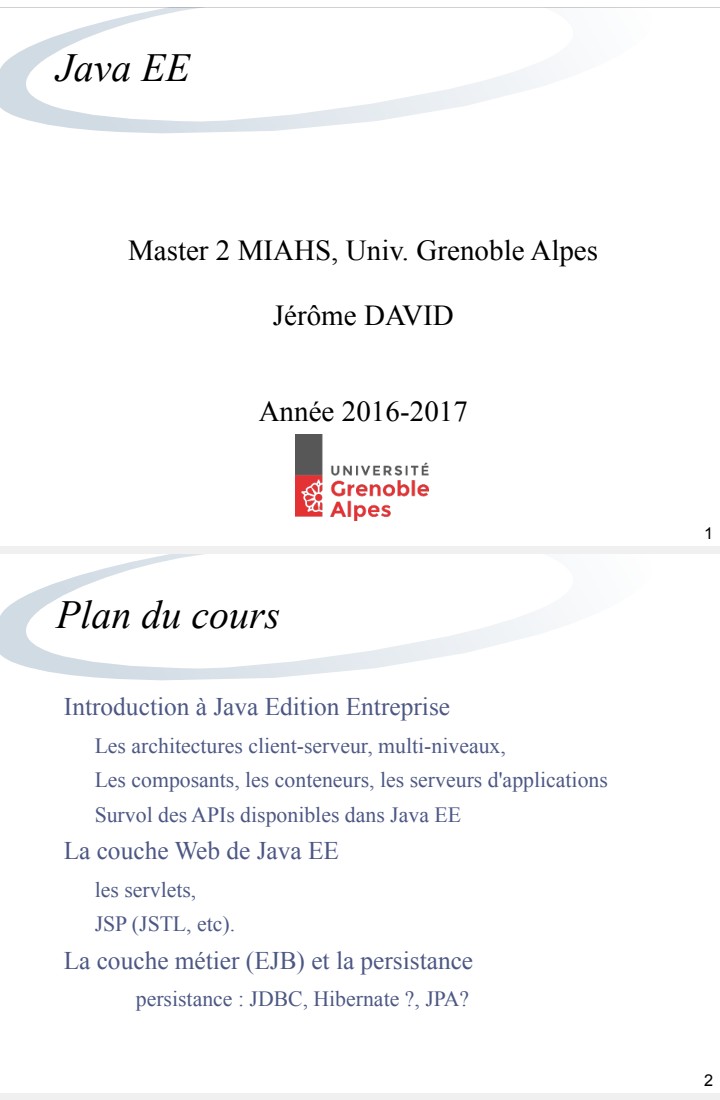 Java EE
Master 2 MIAHS, Univ. Grenoble Alpes
Jérôme DAVID
Année 2016-2017
UNIVERSITÉ
Grenoble
Alpes
1
Plan du cours
Introduction à Java Edition Entreprise
Les architectures client-serveur, multi-niveaux,
Les composants, les conteneurs, les serveurs d'applications
Survol des APIs disponibles dans Java EE
La couche Web de Java EE
les servlets,
JSP (JSTL, etc).
La couche métier (EJB) et la persistance
persistance : JDBC, Hibernate ?, JPA?
2